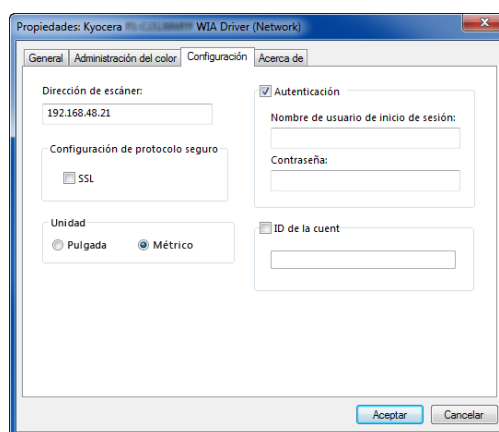 Propiedades: Kyocera WIA Driver (Network)
General Administración del color Configuración Acerca de
Dirección de escáner:
192.168.48.21
Configuración de protocolo seguro
SSL
Unidad
Pulgada Métrico
Autenticación
Nombre de usuario de inicio de sesión:
Contraseña:
ID de la cuent
Aceptar Cancelar